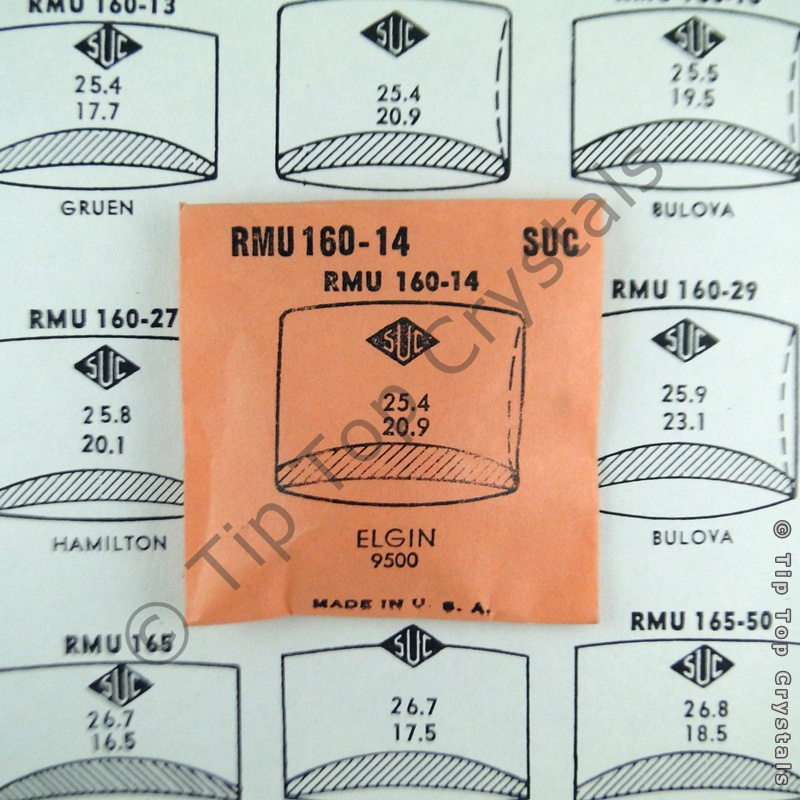 RMU 160-13
SUC
25.4
17.7
GRUEN
SUC
25.4
20.9
SUC
25.5
19.5
BULOVA
RMU 160-14 SUC
RMU 160-14
SUC
25.4
20.9
ELGIN
9500
MADE IN U. S. A.
RMU 160-27
SUC
25.8
20.1
HAMILTON
RMU 160-29
SUC
25.9
23.1
BULOVA
RMU 165
SUC
26.7
16.5
SUC
26.7
17.5
RMU 165-50
SUC
26.8
18.5
© Tip Top Crystals
© Tip Top Crystals